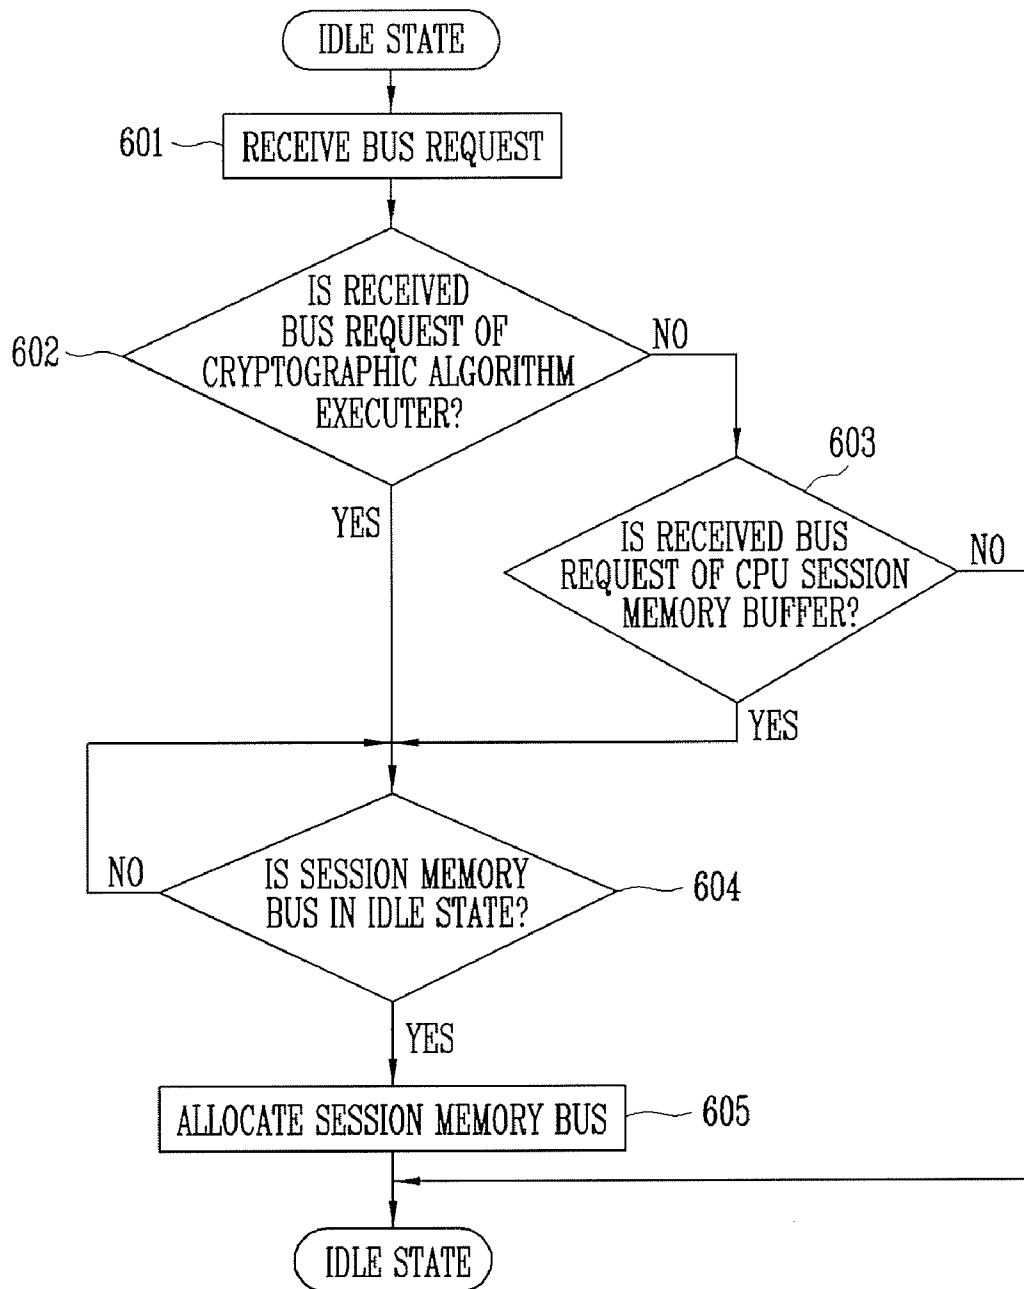 IDLE STATE
601
RECEIVE BUS REQUEST
602
IS RECEIVED
BUS REQUEST OF
CRYPTOGRAPHIC ALGORITHM
EXECUTER?
NO
YES
603
IS RECEIVED BUS
REQUEST OF CPU SESSION
MEMORY BUFFER?
NO
YES
NO
IS SESSION MEMORY
BUS IN IDLE STATE?
604
YES
ALLOCATE SESSION MEMORY BUS
605
IDLE STATE